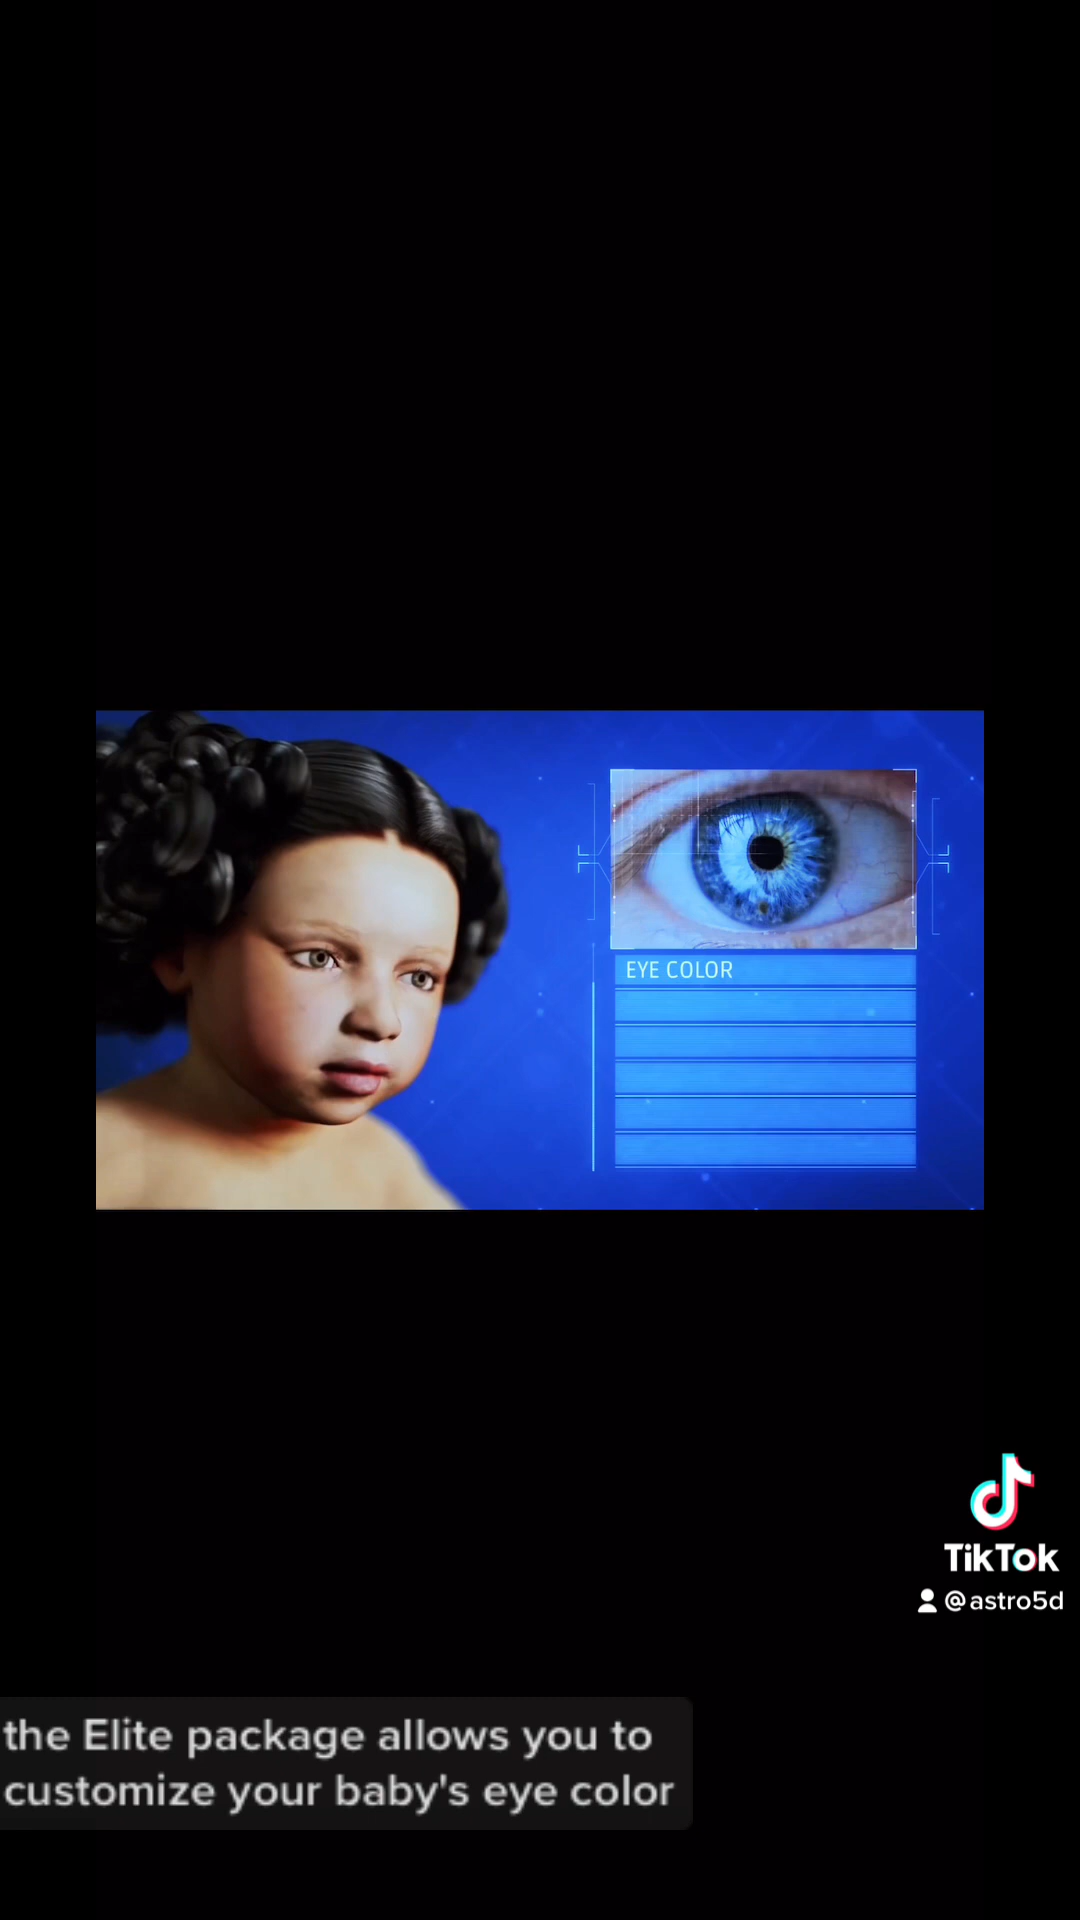 EYE COLOR
TikTok
@astro5d
the Elite package allows you to
customize your baby's eye color